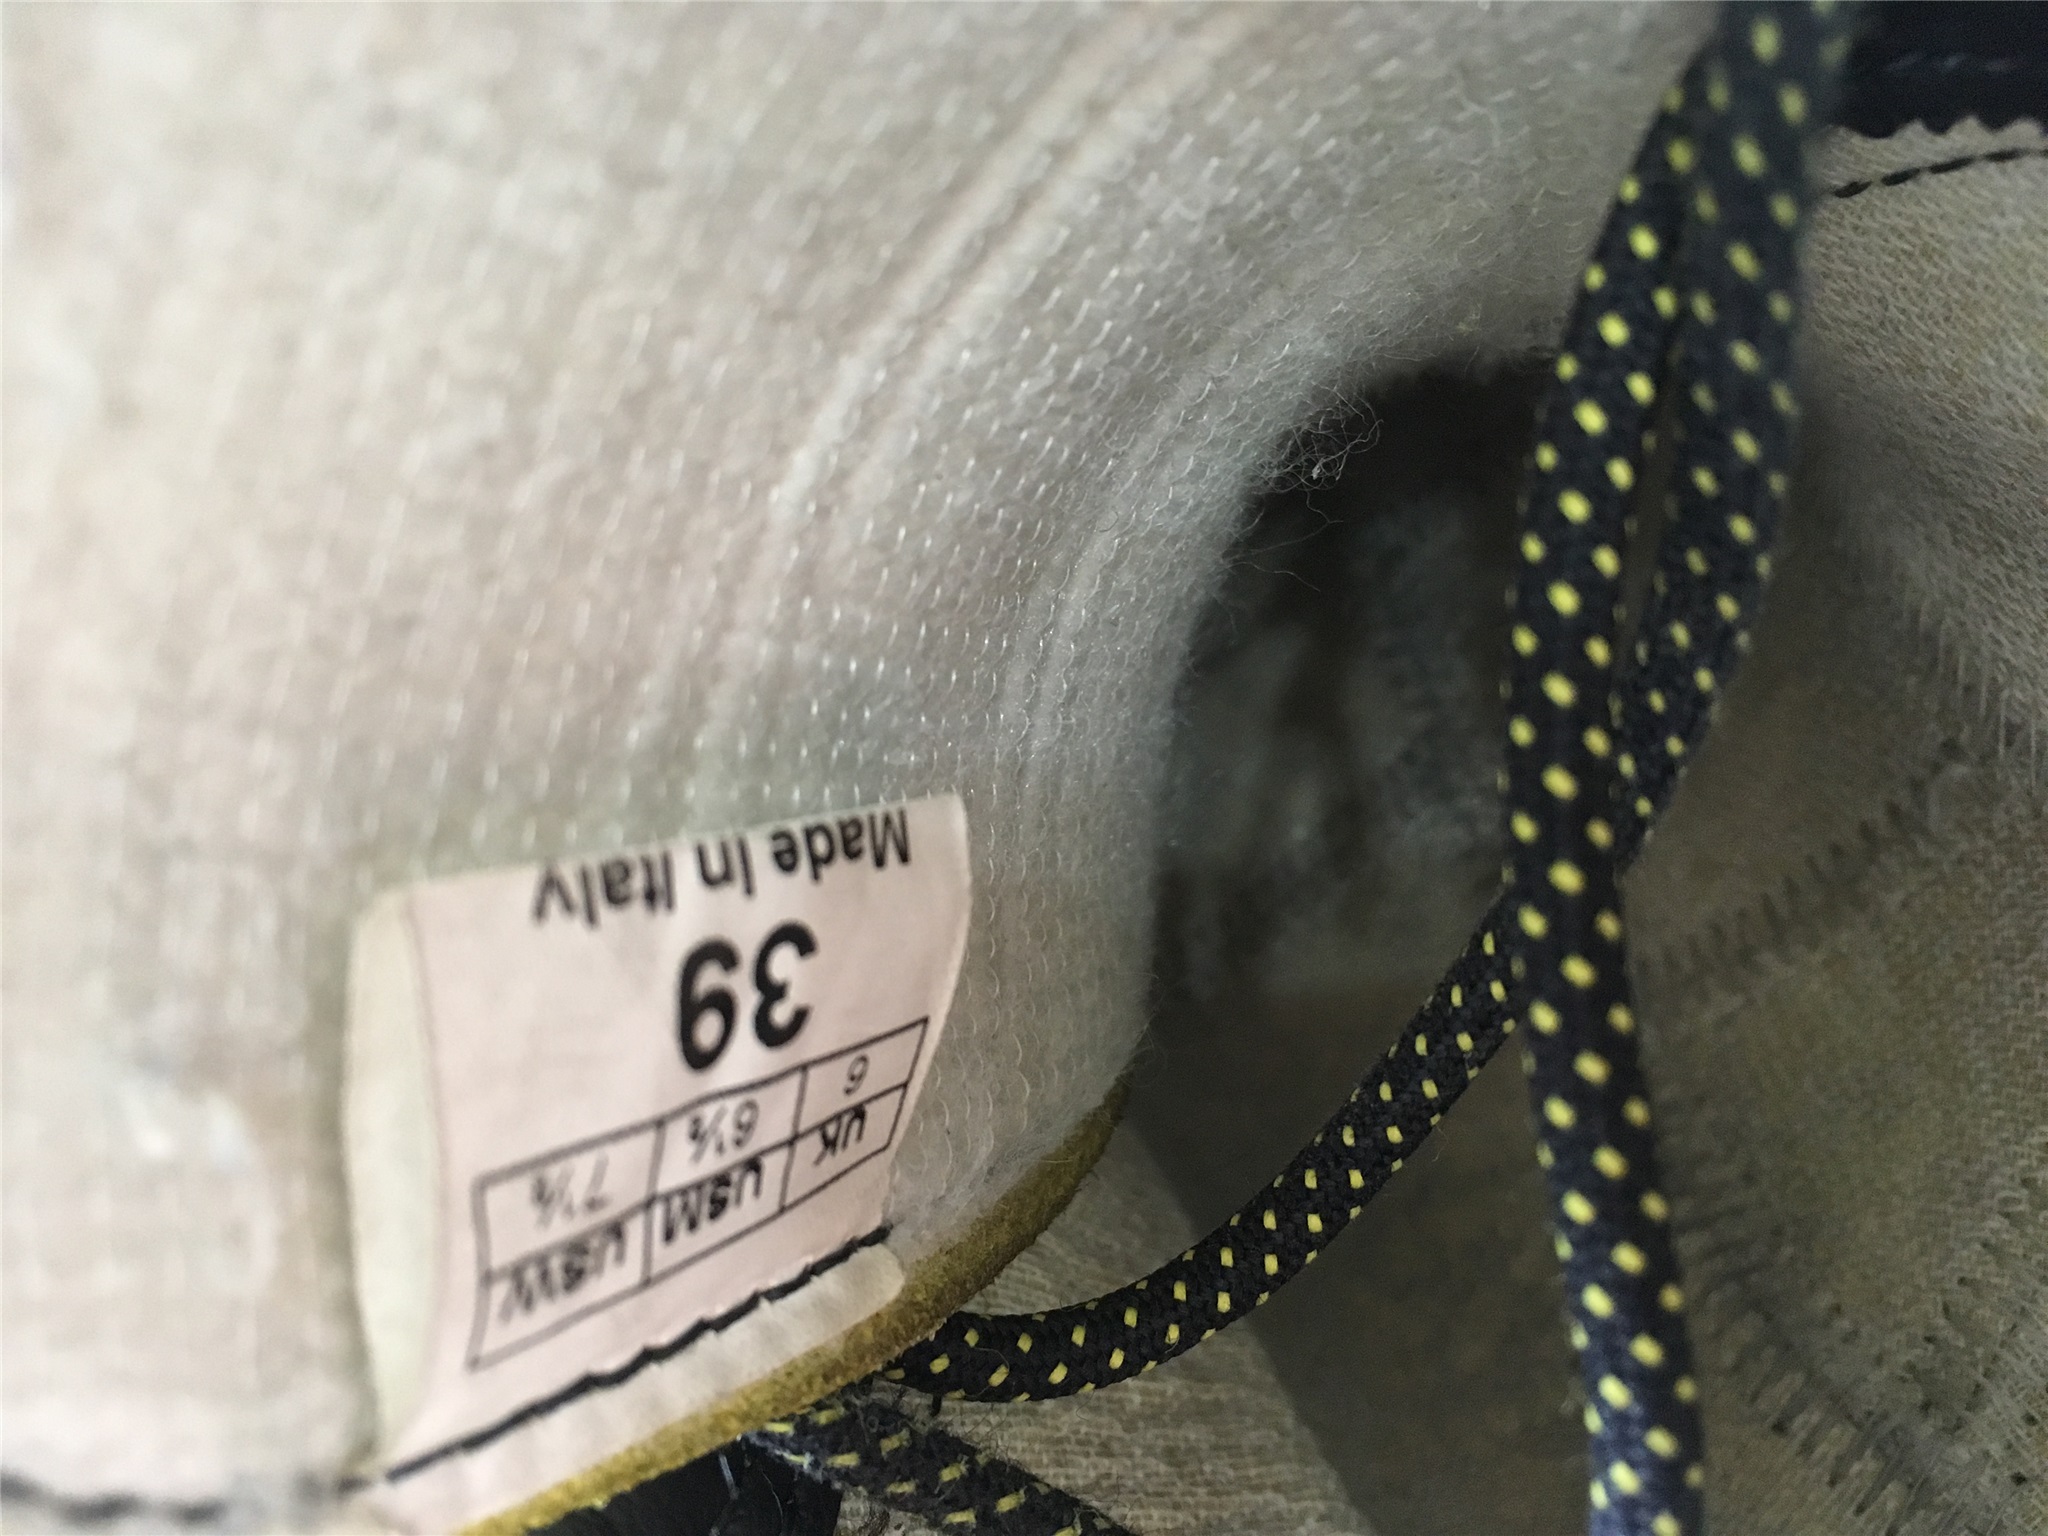 UK USM USW
6 6½ 7½
39
Made in Italy